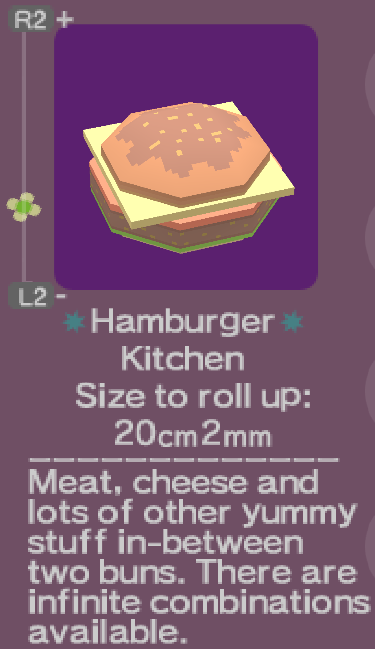 R2 +
L2 -
Hamburger
Kitchen
Size to roll up:
20cm2mm
Meat, cheese and
lots of other yummy
stuff in-between
two buns. There are
infinite combinations
available.